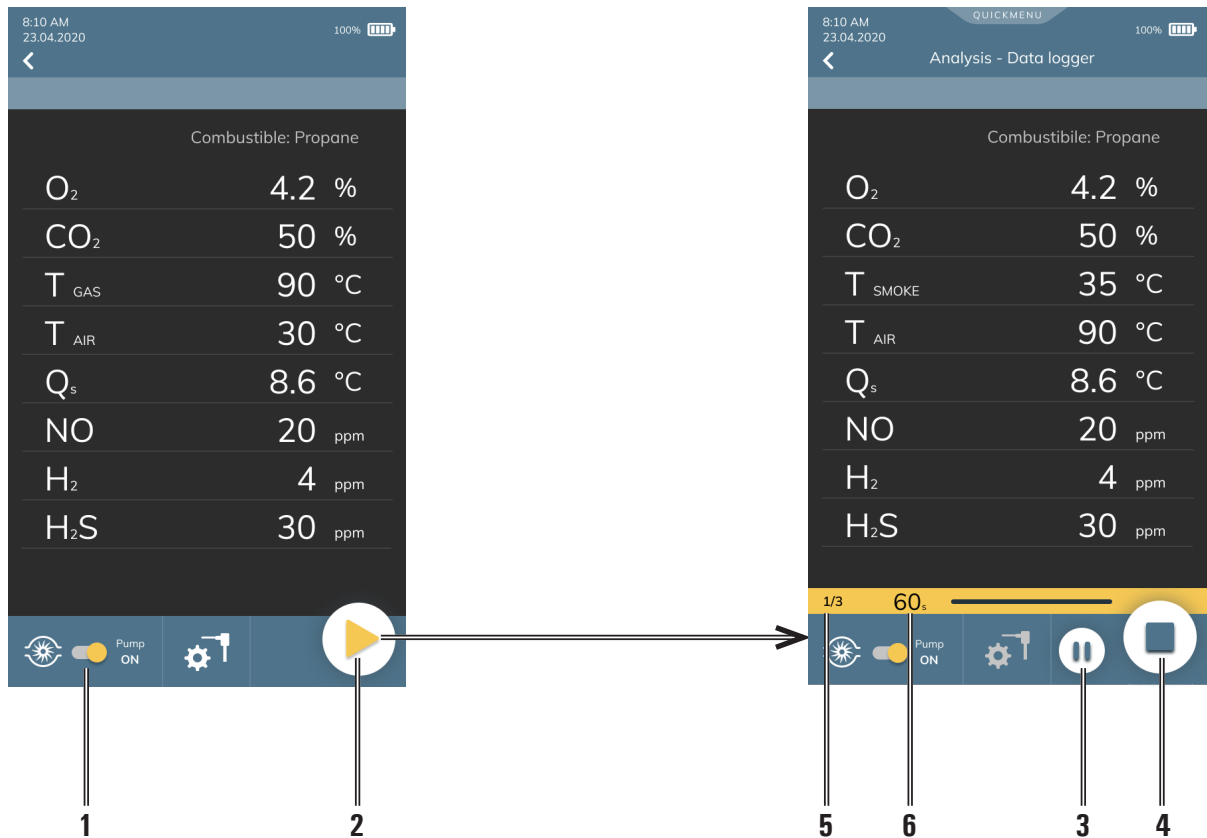 8:10 AM
23.04.2020
100%
Combustible: Propane
O₂ 4.2 %
CO₂ 50 %
T GAS 90 °C
T AIR 30 °C
Qs 8.6 °C
NO 20 ppm
H₂ 4 ppm
H₂S 30 ppm
Pump
ON
1
2
QUICKMENU
8:10 AM
23.04.2020
100%
Analysis - Data logger
Combustibile: Propane
O₂ 4.2 %
CO₂ 50 %
T SMOKE 35 °C
T AIR 90 °C
Qs 8.6 °C
NO 20 ppm
H₂ 4 ppm
H₂S 30 ppm
1/3 60s
Pump
ON
5
6
3
4